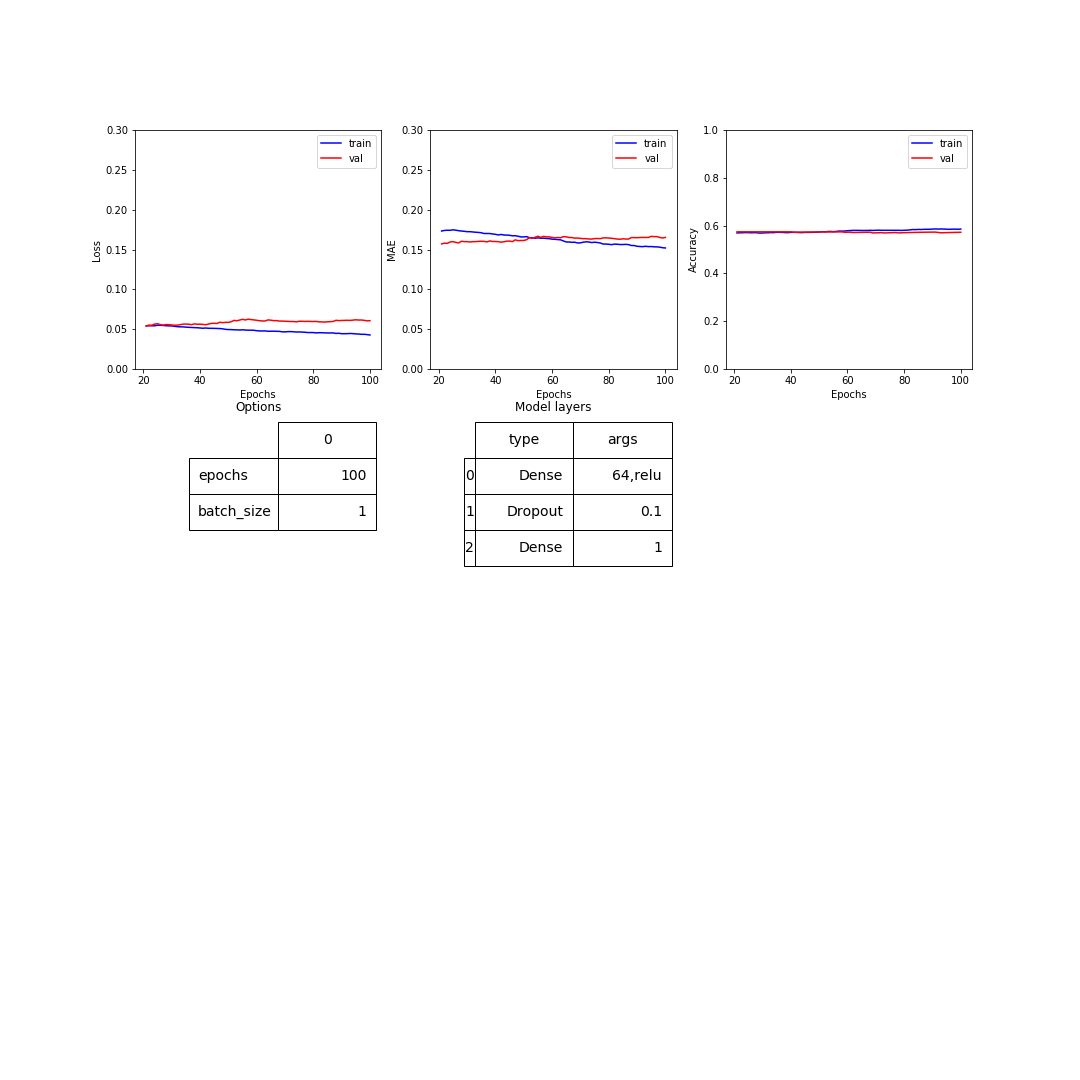 0.30
0.25
0.20
0.15
0.10
0.05
0.00
Loss
20 40 60 80 100
Epochs
train
val
0.30
0.25
0.20
0.15
0.10
0.05
0.00
MAE
20 40 60 80 100
Epochs
train
val
1.0
0.8
0.6
0.4
0.2
0.0
Accuracy
20 40 60 80 100
Epochs
train
val
Options
0
epochs 100
batch_size 1
Model layers
type args
0 Dense 64,relu
1 Dropout 0.1
2 Dense 1